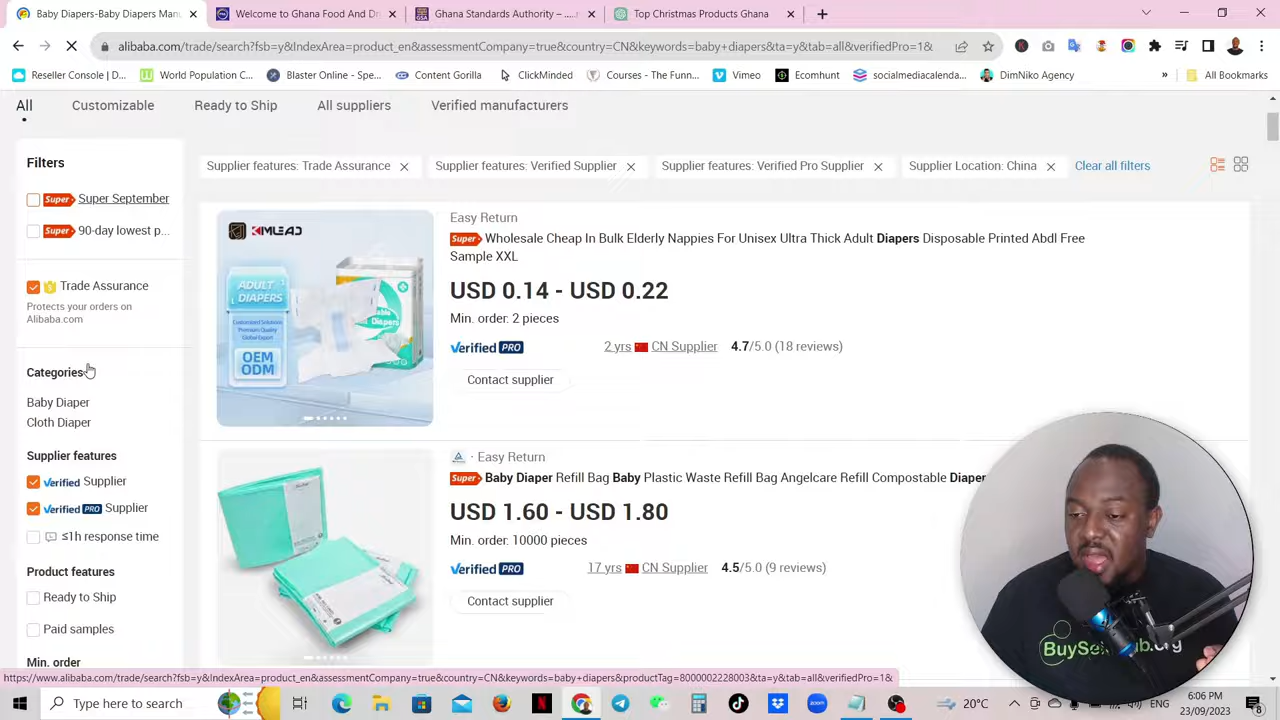 Baby-Baby Diapers Manu
Welcome to Ghana Food And Dr
Ghana Standards Authority – ....
Top Christmas Products Ghana
alibaba.com/trade/search?fsb=y&IndexArea=product_en&assessmentCompany=true&country=CN&keywords=baby+diapers&ta=y&tab=all&verifiedPro=1&
Reseller Console | D...
World Population C...
Blaster Online - Spe...
Content Gorilla
ClickMinded
Courses - The Funn...
Vimeo
Ecomhunt
socialmediacalenda...
DimNiko Agency
»
All Bookmarks
All
Customizable
Ready to Ship
All suppliers
Verified manufacturers
Filters
Super Super September
Super 90-day lowest p...
Trade Assurance
Protects your orders on
Alibaba.com
Categories
Baby Diaper
Cloth Diaper
Supplier features
Verified Supplier
Verified PRO Supplier
≤1h response time
Product features
Ready to Ship
Paid samples
Min. order
Supplier features: Trade Assurance
Supplier features: Verified Supplier
Supplier features: Verified Pro Supplier
Supplier Location: China
Clear all filters
KIMLEAD
ADULT
DIAPERS
OEM
ODM
Easy Return
Super Wholesale Cheap In Bulk Elderly Nappies For Unisex Ultra Thick Adult Diapers Disposable Printed Abdl Free
Sample XXL
USD 0.14 - USD 0.22
Min. order: 2 pieces
Verified PRO
2 yrs CN Supplier 4.7/5.0 (18 reviews)
Contact supplier
· Easy Return
Super Baby Diaper Refill Bag Baby Plastic Waste Refill Bag Angelcare Refill Compostable Diaper
USD 1.60 - USD 1.80
Min. order: 10000 pieces
Verified PRO
17 yrs CN Supplier 4.5/5.0 (9 reviews)
Contact supplier
https://www.alibaba.com/trade/search?fsb=y&IndexArea=product_en&assessmentCompany=true&country=CN&keywords=baby+diapers&productTag=8000002228003&ta=y&tab=all&verifiedPro=1&
Type here to search
20°C
ENG
6:06 PM
23/09/2023
8